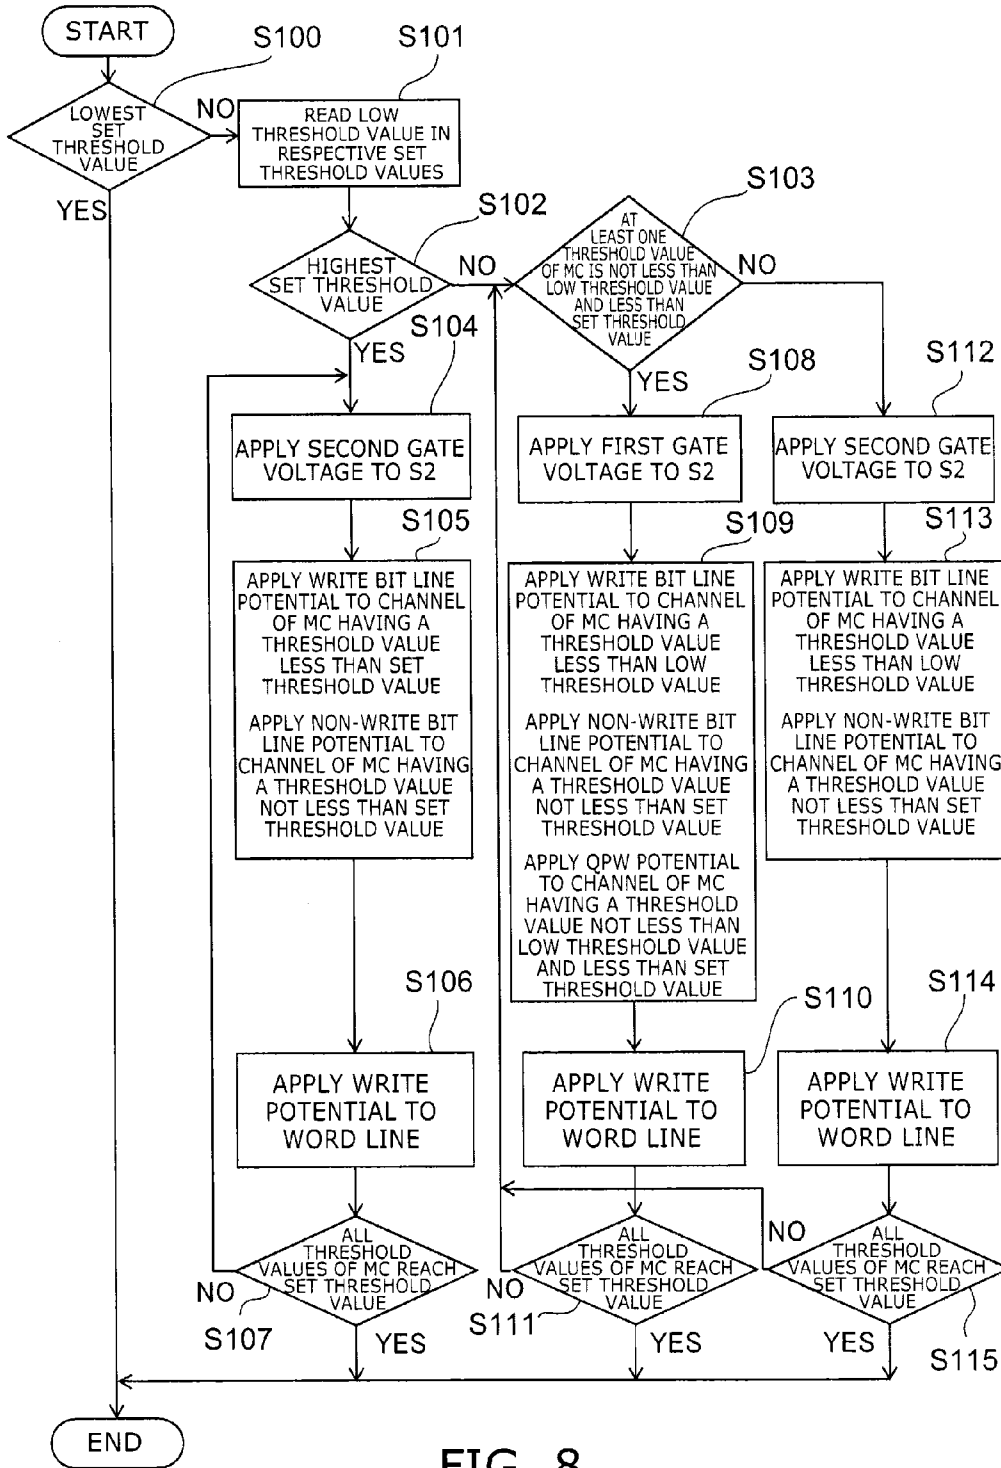 START
S100
LOWEST
SET
THRESHOLD
VALUE
NO
YES
S101
READ LOW
THRESHOLD VALUE IN
RESPECTIVE SET
THRESHOLD VALUES
S102
HIGHEST
SET THRESHOLD
VALUE
NO
YES
S103
AT
LEAST ONE
THRESHOLD VALUE
OF MC IS NOT LESS THAN
LOW THRESHOLD VALUE
AND LESS THAN
SET THRESHOLD
VALUE
NO
YES
S104
APPLY SECOND GATE
VOLTAGE TO S2
S108
APPLY FIRST GATE
VOLTAGE TO S2
S112
APPLY SECOND GATE
VOLTAGE TO S2
S105
APPLY WRITE BIT LINE
POTENTIAL TO CHANNEL
OF MC HAVING A
THRESHOLD VALUE
LESS THAN SET
THRESHOLD VALUE
APPLY NON-WRITE BIT
LINE POTENTIAL TO
CHANNEL OF MC HAVING
A THRESHOLD VALUE
NOT LESS THAN SET
THRESHOLD VALUE
S109
APPLY WRITE BIT LINE
POTENTIAL TO CHANNEL
OF MC HAVING A
THRESHOLD VALUE
LESS THAN LOW
THRESHOLD VALUE
APPLY NON-WRITE BIT
LINE POTENTIAL TO
CHANNEL OF MC HAVING
A THRESHOLD VALUE
NOT LESS THAN SET
THRESHOLD VALUE
APPLY QPW POTENTIAL
TO CHANNEL OF MC
HAVING A THRESHOLD
VALUE NOT LESS THAN
LOW THRESHOLD VALUE
AND LESS THAN SET
THRESHOLD VALUE
S113
APPLY WRITE BIT LINE
POTENTIAL TO CHANNEL
OF MC HAVING A
THRESHOLD VALUE
LESS THAN LOW
THRESHOLD VALUE
APPLY NON-WRITE BIT
LINE POTENTIAL TO
CHANNEL OF MC HAVING
A THRESHOLD VALUE
NOT LESS THAN SET
THRESHOLD VALUE
S106
APPLY WRITE
POTENTIAL TO
WORD LINE
S110
APPLY WRITE
POTENTIAL TO
WORD LINE
S114
APPLY WRITE
POTENTIAL TO
WORD LINE
ALL
THRESHOLD
VALUES OF MC REACH
SET THRESHOLD
VALUE
NO
S107
YES
ALL
THRESHOLD
VALUES OF MC REACH
SET THRESHOLD
VALUE
NO
S111
YES
NO
ALL
THRESHOLD
VALUES OF MC REACH
SET THRESHOLD
VALUE
YES
S115
END
FIG. 8